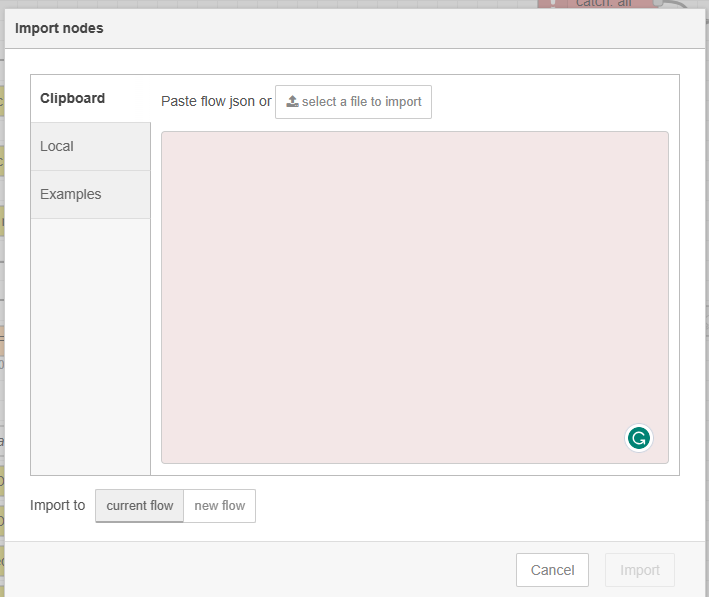 catch: all
Import nodes
Clipboard
Paste flow json or select a file to import
Local
Examples
Import to current flow new flow
Cancel Import